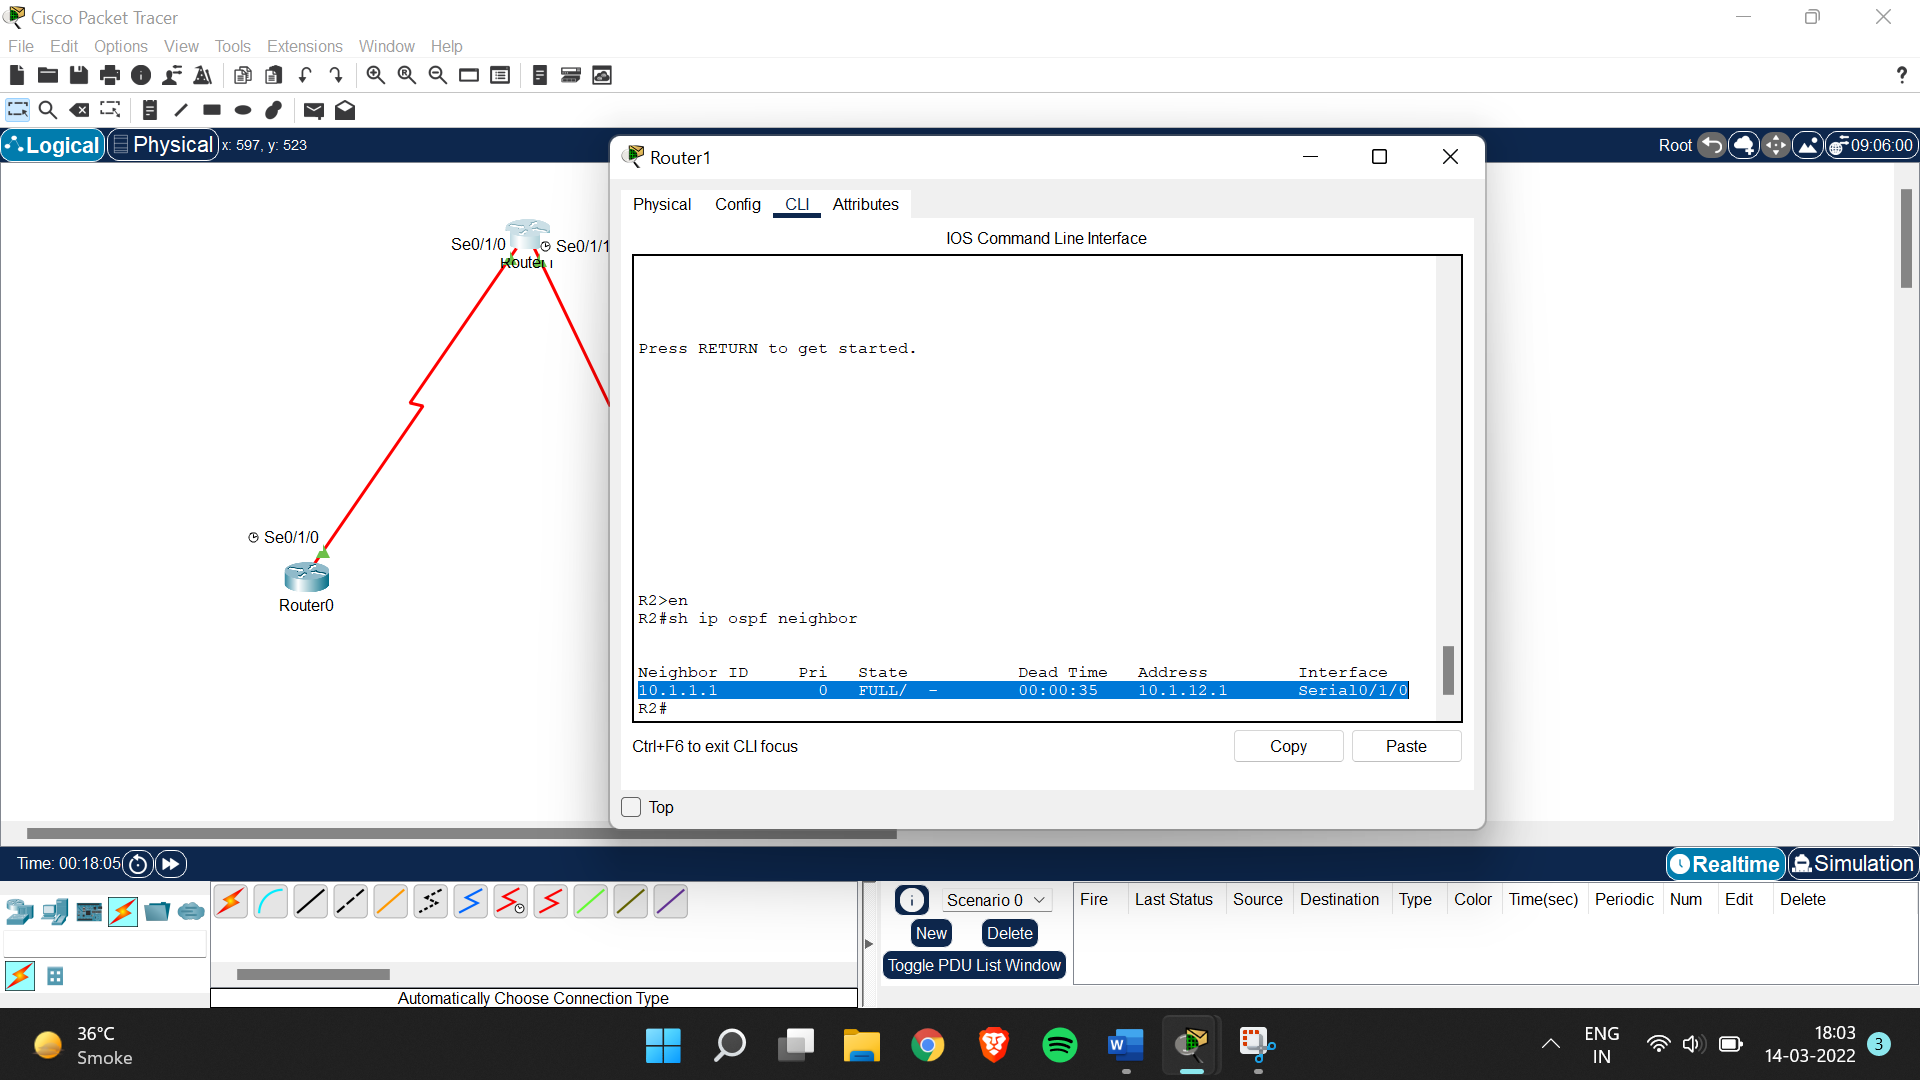 Cisco Packet Tracer
File Edit Options View Tools Extensions Window Help
?
Logical Physical x: 597, y: 523 Root 09:06:00
Router1
Physical Config CLI Attributes
IOS Command Line Interface
Se0/1/0 Se0/1/1
Router1
Press RETURN to get started.
Se0/1/0
Router0
R2>en
R2#sh ip ospf neighbor
Neighbor ID Pri State Dead Time Address Interface
10.1.1.1 0 FULL/ - 00:00:35 10.1.12.1 Serial0/1/0
R2#
Ctrl+F6 to exit CLI focus
Copy Paste
Top
Time: 00:18:05 Realtime Simulation
Scenario 0
New Delete
Toggle PDU List Window
Fire Last Status Source Destination Type Color Time(sec) Periodic Num Edit Delete
Automatically Choose Connection Type
36°C
Smoke
W
ENG
IN
18:03
14-03-2022
3